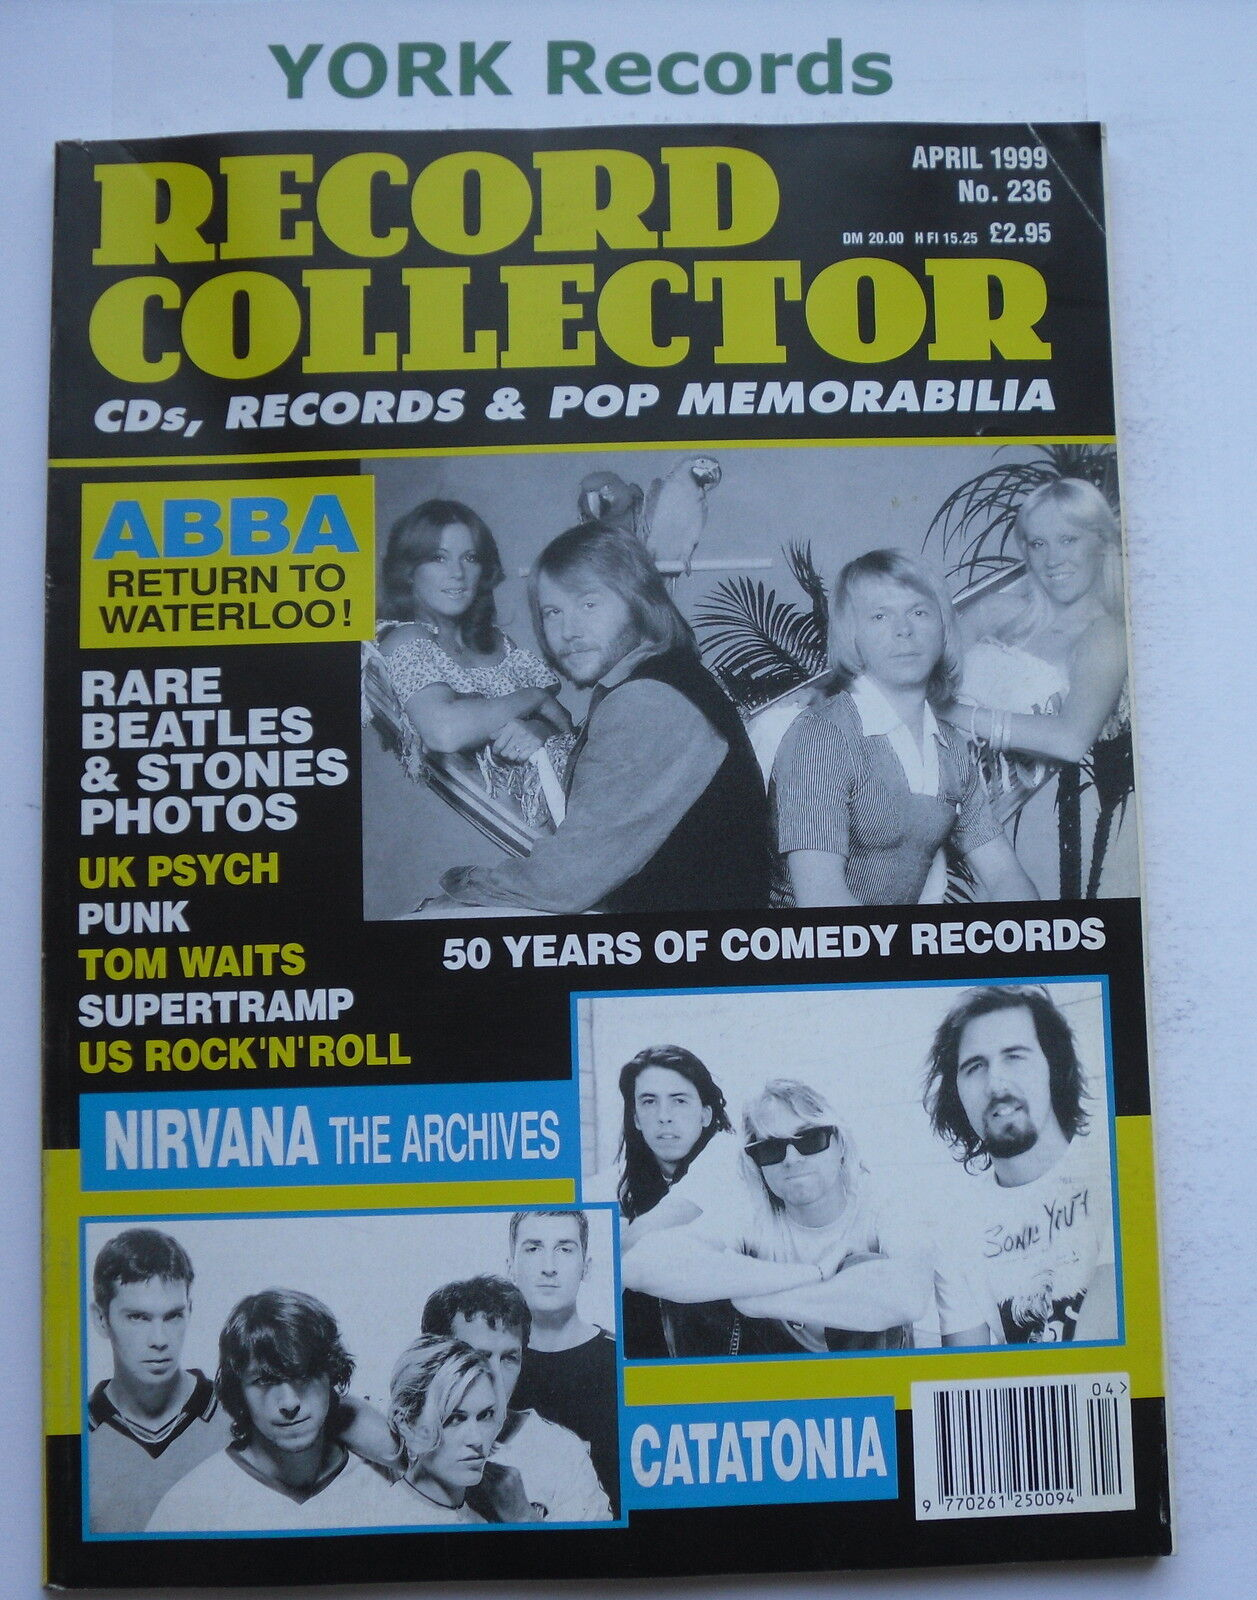 YORK Records
RECORD
COLLECTOR
APRIL 1999
No. 236
DM 20.00 H FI 15.25 £2.95
CDs, RECORDS & POP MEMORABILIA
ABBA
RETURN TO
WATERLOO!
RARE
BEATLES
& STONES
PHOTOS
UK PSYCH
PUNK
TOM WAITS
SUPERTRAMP
US ROCK'N'ROLL
50 YEARS OF COMEDY RECORDS
NIRVANA THE ARCHIVES
SONIC YOUTH
CATATONIA
04>
9 770261 250094